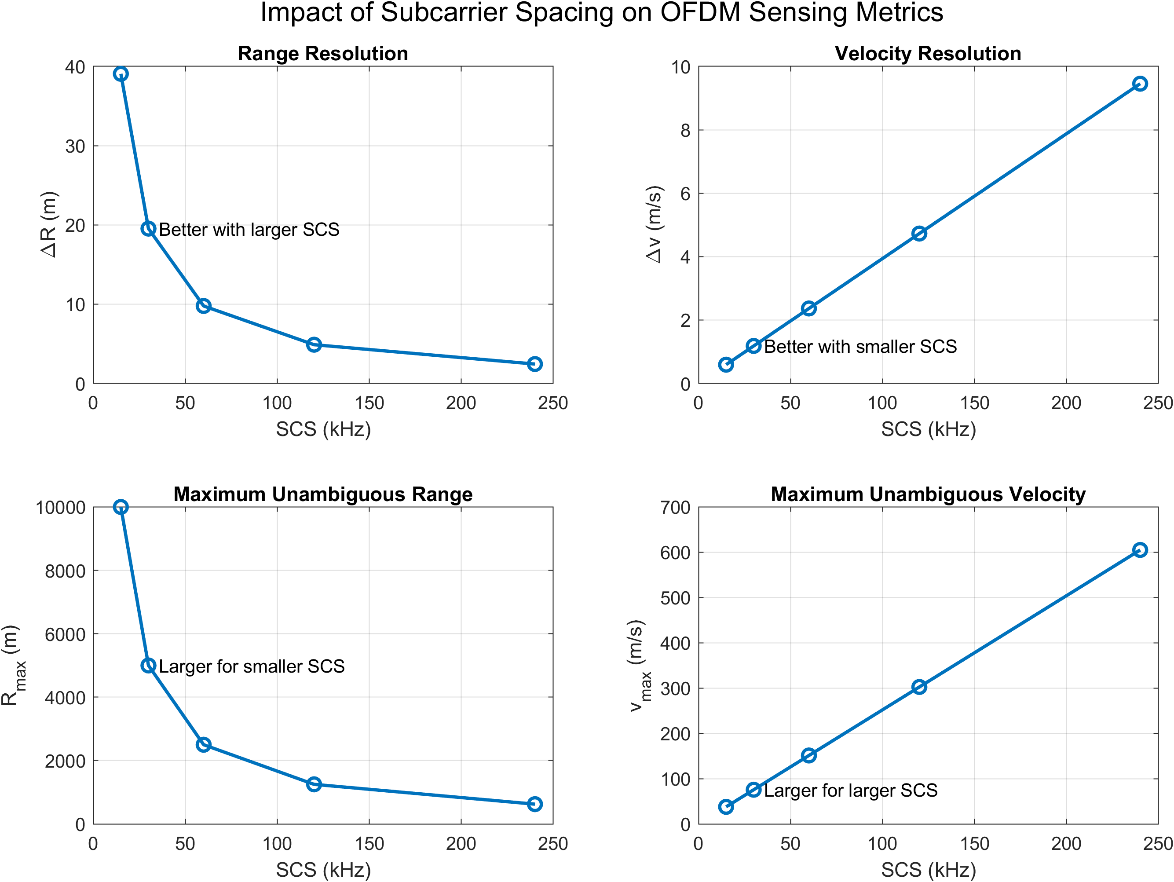 Impact of Subcarrier Spacing on OFDM Sensing Metrics
Range Resolution
40
30
20
10
0
ΔR (m)
Better with larger SCS
0 50 100 150 200 250
SCS (kHz)
Velocity Resolution
10
8
6
4
2
0
Δv (m/s)
Better with smaller SCS
0 50 100 150 200 250
SCS (kHz)
Maximum Unambiguous Range
10000
8000
6000
4000
2000
0
Rmax (m)
Larger for smaller SCS
0 50 100 150 200 250
SCS (kHz)
Maximum Unambiguous Velocity
700
600
500
400
300
200
100
0
vmax (m/s)
Larger for larger SCS
0 50 100 150 200 250
SCS (kHz)